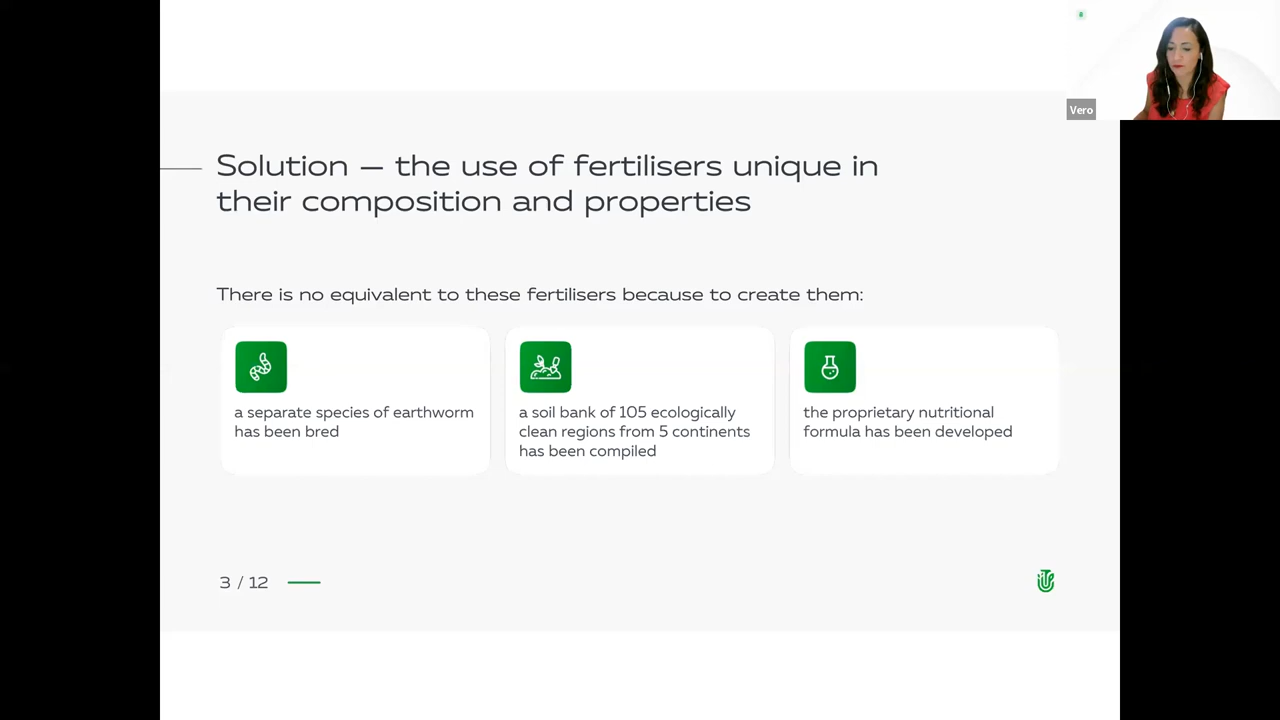 Vero
Solution — the use of fertilisers unique in
their composition and properties
There is no equivalent to these fertilisers because to create them:
a separate species of earthworm
has been bred
a soil bank of 105 ecologically
clean regions from 5 continents
has been compiled
the proprietary nutritional
formula has been developed
3 / 12